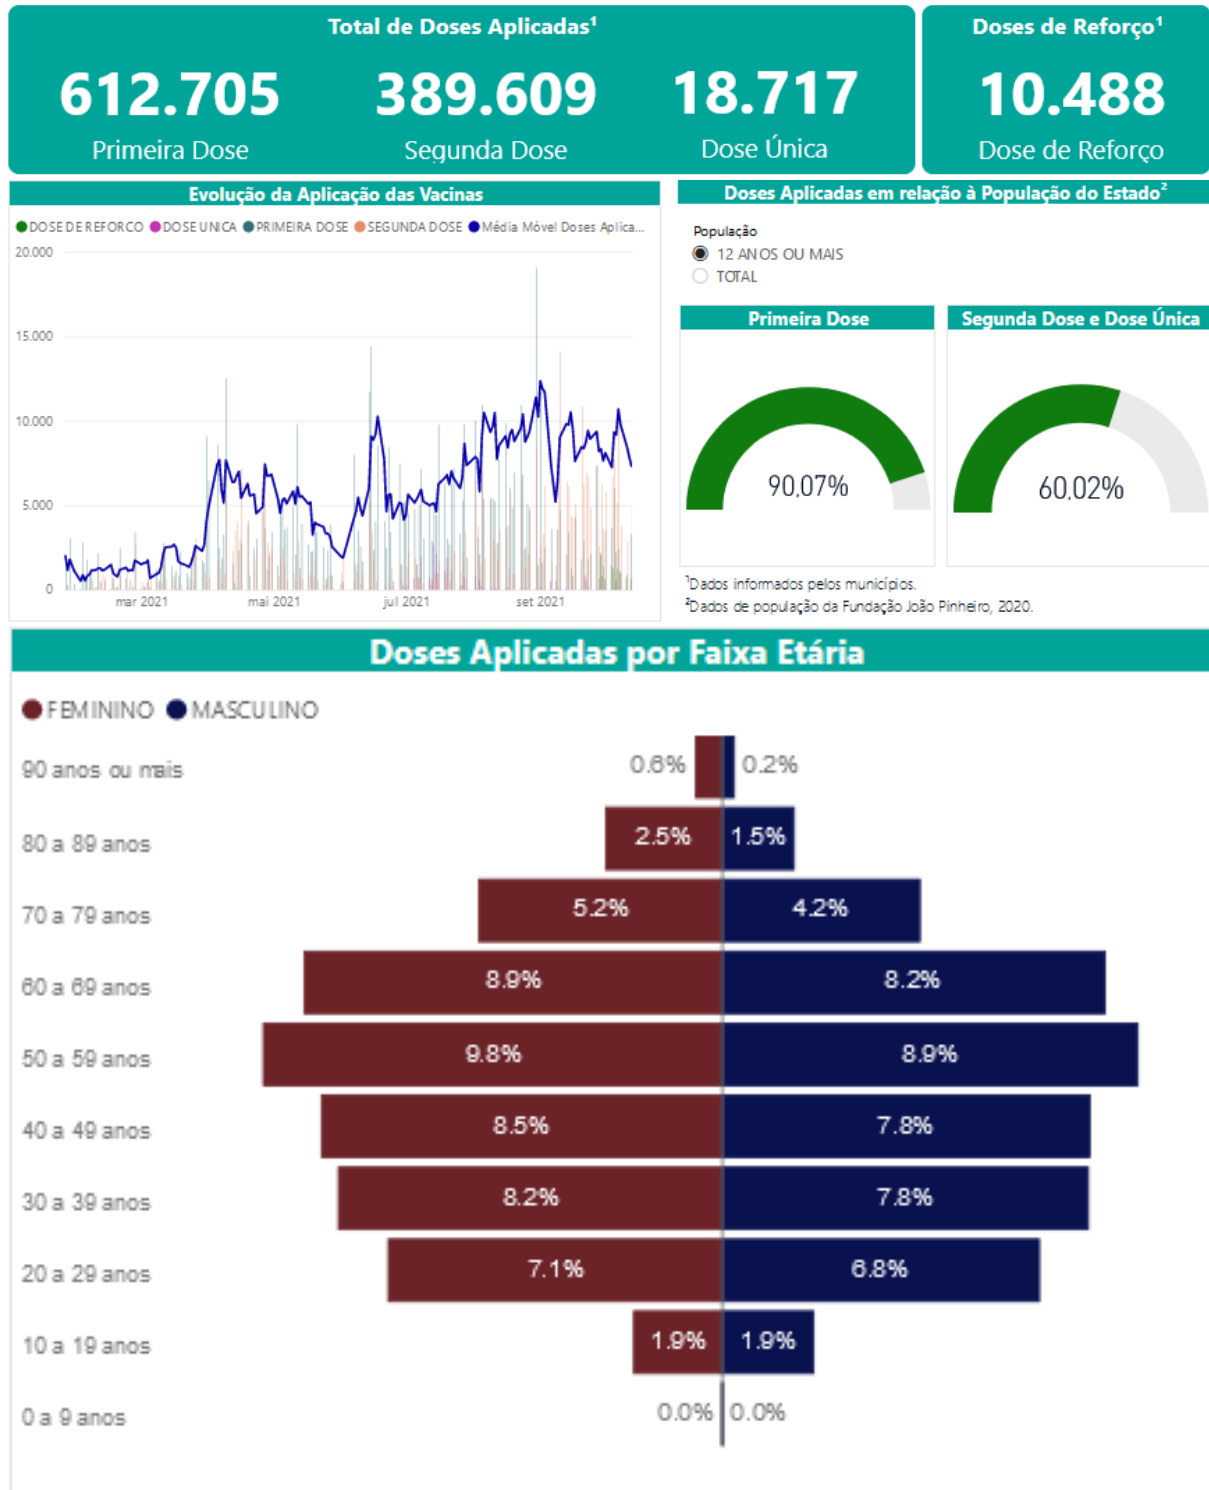 Total de Doses Aplicadas¹
612.705
389.609
18.717
Primeira Dose
Segunda Dose
Dose Única
Doses de Reforço¹
10.488
Dose de Reforço
Evolução da Aplicação das Vacinas
DOSE DE REFORCO DOSE UNICA PRIMEIRA DOSE SEGUNDA DOSE Média Móvel Doses Aplica...
20.000
15.000
10.000
5.000
0
mar 2021 mai 2021 jul 2021 set 2021
Doses Aplicadas em relação à População do Estado²
População
12 ANOS OU MAIS
TOTAL
Primeira Dose
90,07%
Segunda Dose e Dose Única
60,02%
¹Dados informados pelos municípios.
²Dados de população da Fundação João Pinheiro, 2020.
Doses Aplicadas por Faixa Etária
FEMININO MASCULINO
90 anos ou mais 0.6% 0.2%
80 a 89 anos 2.5% 1.5%
70 a 79 anos 5.2% 4.2%
60 a 69 anos 8.9% 8.2%
50 a 59 anos 9.8% 8.9%
40 a 49 anos 8.5% 7.8%
30 a 39 anos 8.2% 7.8%
20 a 29 anos 7.1% 6.8%
10 a 19 anos 1.9% 1.9%
0 a 9 anos 0.0% 0.0%